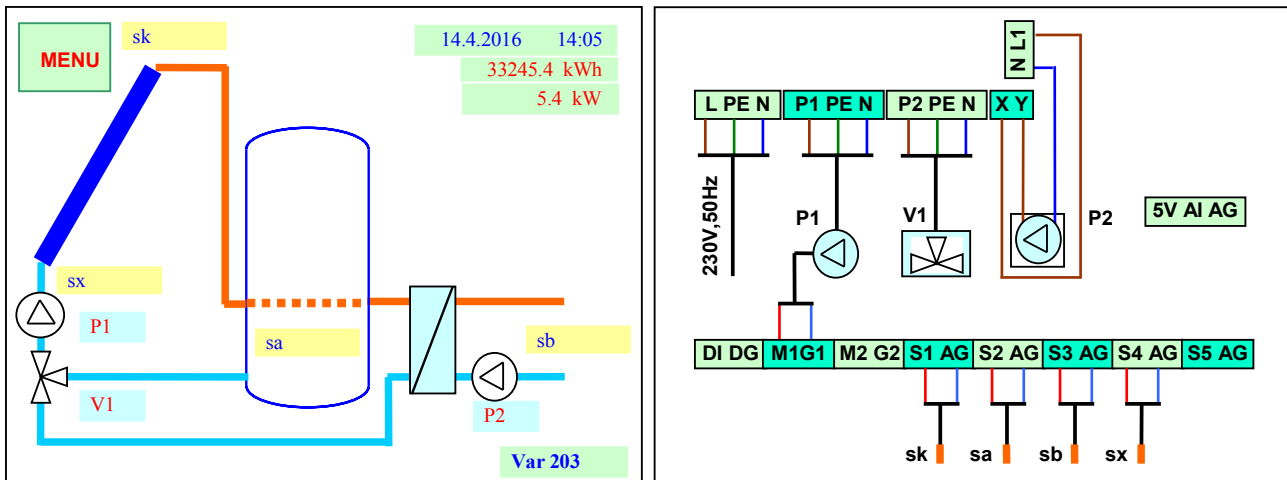 sk
14.4.2016 14:05
MENU
33245.4 kWh
5.4 kW
sx
P1
sa
sb
V1
P2
Var 203
N L1
L PE N
P1 PE N
P2 PE N
X Y
230V,50Hz
P1
V1
P2
5V AI AG
DI DG
M1G1
M2 G2
S1 AG
S2 AG
S3 AG
S4 AG
S5 AG
sk
sa
sb
sx